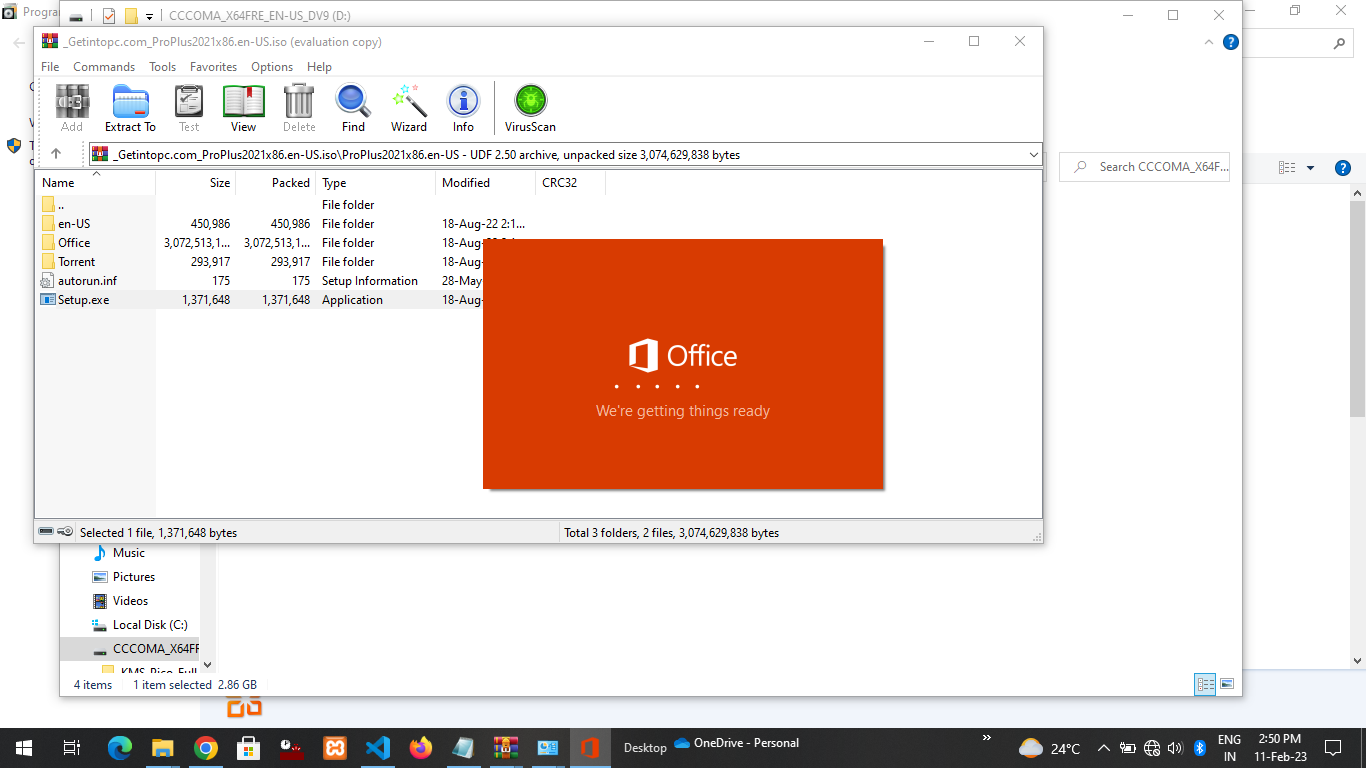 Progra
CCCOMA_X64FRE_EN-US_DV9 (D:)
_Getintopc.com_ProPlus2021x86.en-US.iso (evaluation copy)
File Commands Tools Favorites Options Help
Add Extract To Test View Delete Find Wizard Info VirusScan
_Getintopc.com_ProPlus2021x86.en-US.iso\ProPlus2021x86.en-US - UDF 2.50 archive, unpacked size 3,074,629,838 bytes
Search CCCOMA_X64F...
Name Size Packed Type Modified CRC32
.. File folder
en-US 450,986 450,986 File folder 18-Aug-22 2:1...
Office 3,072,513,1... 3,072,513,1... File folder 18-Aug-
Torrent 293,917 293,917 File folder 18-Aug-
autorun.inf 175 175 Setup Information 28-May
Setup.exe 1,371,648 1,371,648 Application 18-Aug-
Office
We're getting things ready
Selected 1 file, 1,371,648 bytes
Total 3 folders, 2 files, 3,074,629,838 bytes
Music
Pictures
Videos
Local Disk (C:)
CCCOMA_X64FR
4 items 1 item selected 2.86 GB
Desktop OneDrive - Personal
24°C
ENG
IN
2:50 PM
11-Feb-23